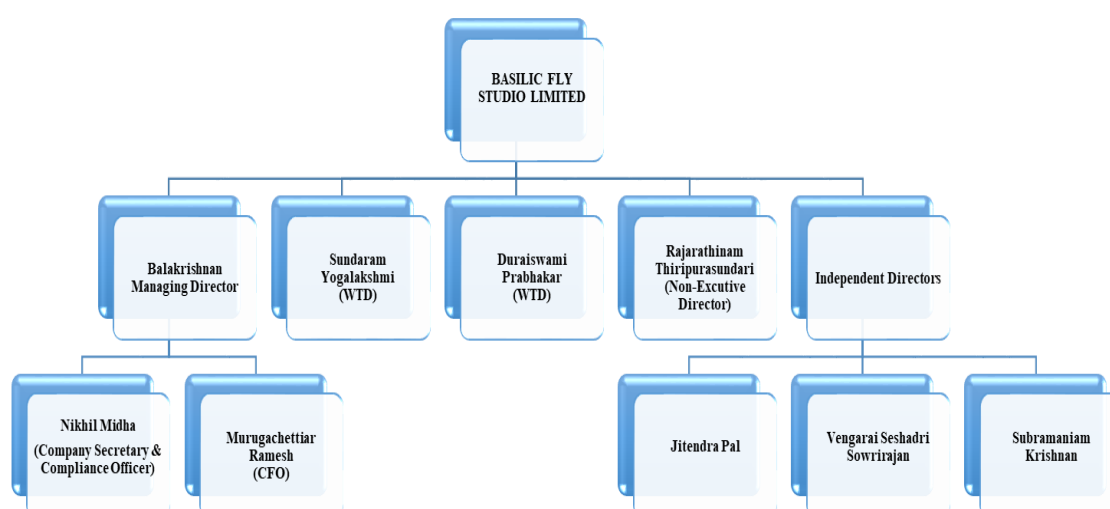 BASILIC FLY
STUDIO LIMITED
Balakrishnan
Managing Director
Sundaram
Yogalakshmi
(WTD)
Duraiswami
Prabhakar
(WTD)
Rajarathinam
Thiripurasundari
(Non-Excutive
Director)
Independent Directors
Nikhil Midha
(Company Secretary &
Compliance Officer)
Murugachettiar
Ramesh
(CFO)
Jitendra Pal
Vengarai Seshadri
Sowrirajan
Subramaniam
Krishnan